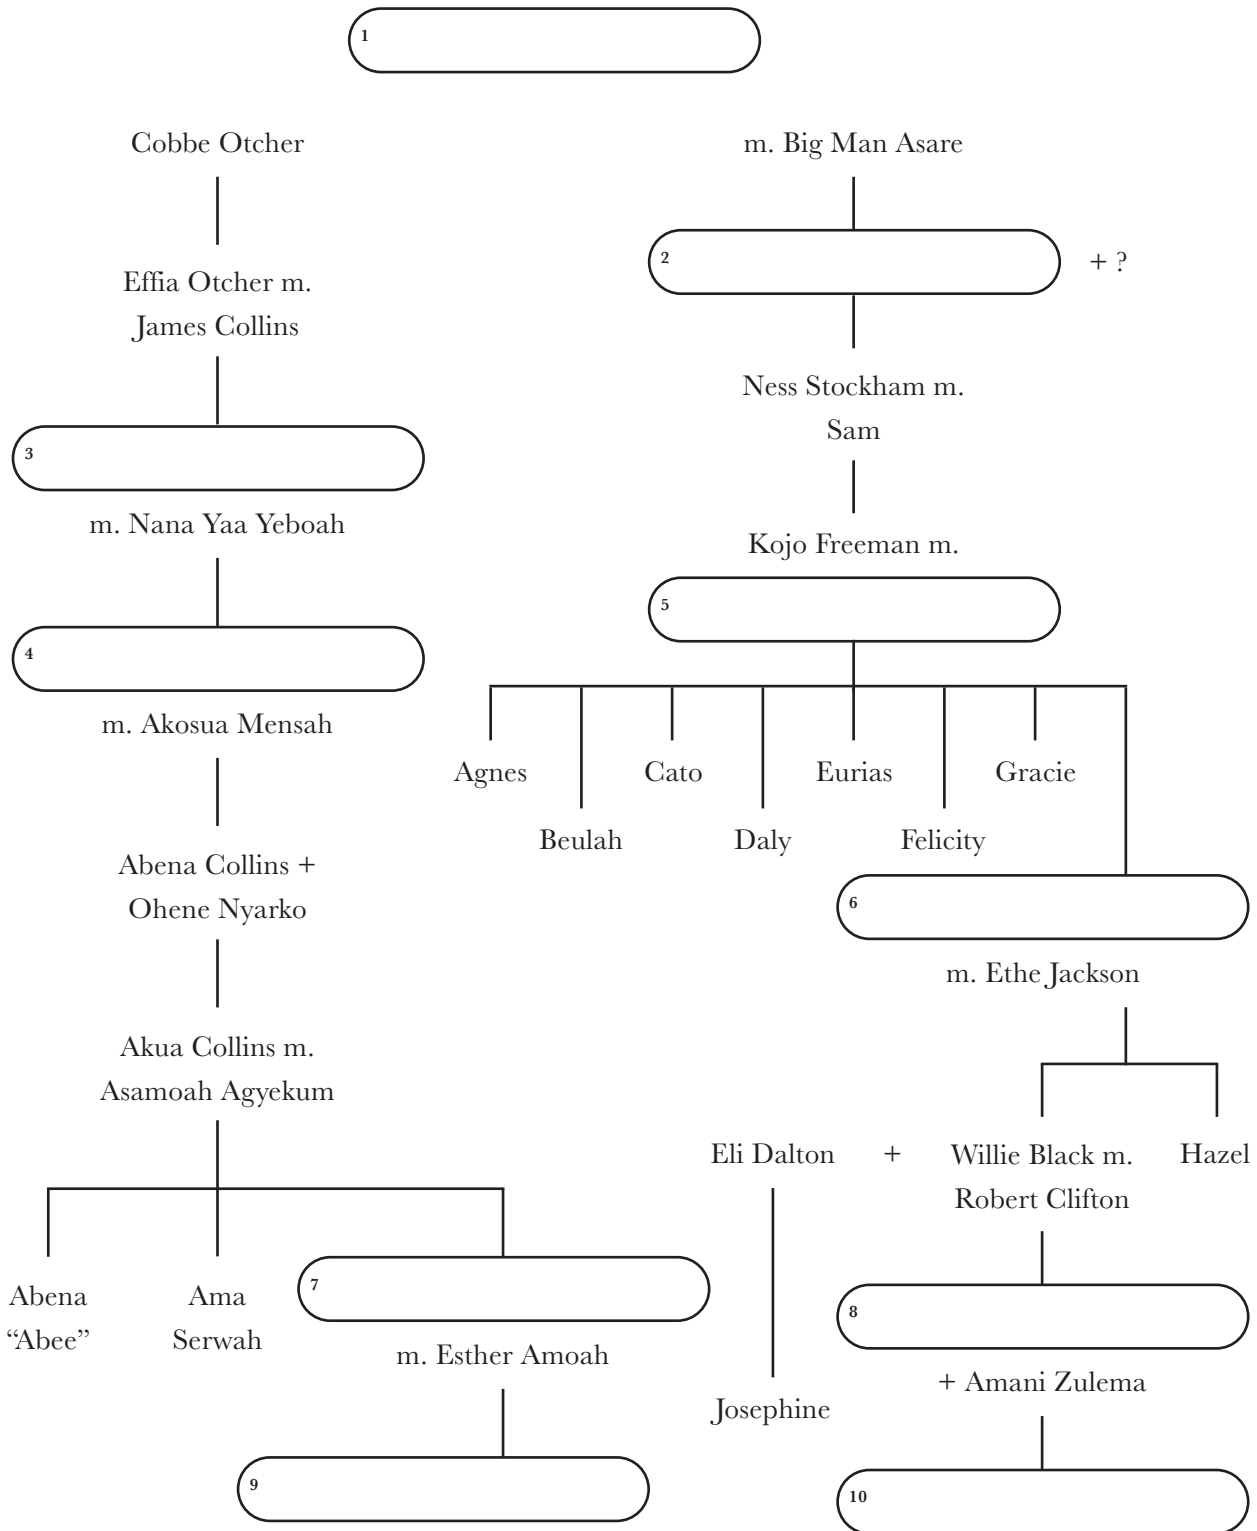 1
Cobbe Otcher
m. Big Man Asare
2
+ ?
Effia Otcher m.
James Collins
Ness Stockham m.
Sam
3
m. Nana Yaa Yeboah
Kojo Freeman m.
5
4
m. Akosua Mensah
Agnes
Cato
Eurias
Gracie
Beulah
Daly
Felicity
Abena Collins +
Ohene Nyarko
6
m. Ethe Jackson
Akua Collins m.
Asamoah Agyekum
Eli Dalton
+
Willie Black m.
Robert Clifton
Hazel
Abena
“Abee”
Ama
Serwah
7
m. Esther Amoah
8
+ Amani Zulema
Josephine
9
10